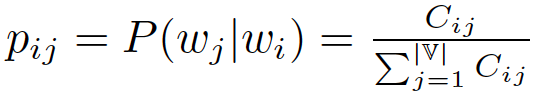 p_{ij} = P(w_j|w_i) = \frac{C_{ij}}{\sum_{j=1}^{|\mathbb{V}|} C_{ij}}